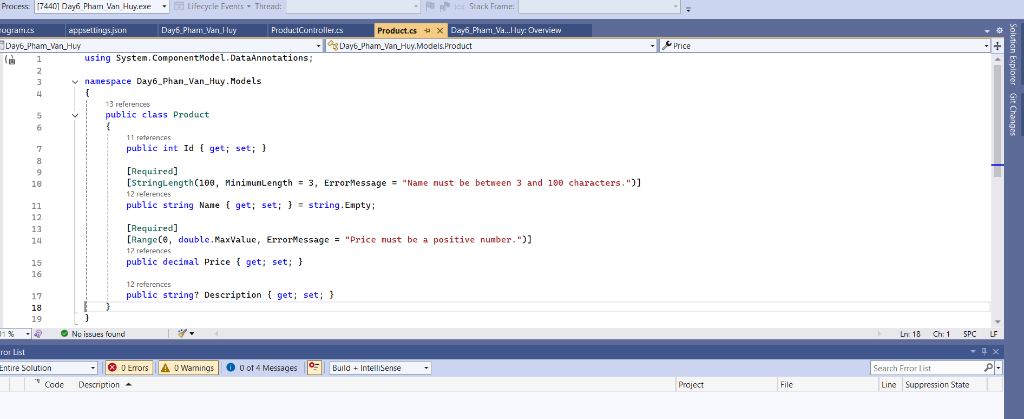 Process: [7440] Day6_Pham_Van_Huy.exe Lifecycle Events Thread: Stack Frame:
rogram.cs appsettings.json Day6_Pham_Van_Huy ProductController.cs Product.cs Day6_Pham_Va...Huy: Overview
Day6_Pham_Van_Huy Day6_Pham_Van_Huy.Models.Product Price
1 using System.ComponentModel.DataAnnotations;
2
3 namespace Day6_Pham_Van_Huy.Models
4 {
13 references
5 public class Product
6 {
11 references
7 public int Id { get; set; }
8
9 [Required]
10 [StringLength(100, MinimumLength = 3, ErrorMessage = "Name must be between 3 and 100 characters.")]
12 references
11 public string Name { get; set; } = string.Empty;
12
13 [Required]
14 [Range(0, double.MaxValue, ErrorMessage = "Price must be a positive number.")]
12 references
15 public decimal Price { get; set; }
16
12 references
17 public string? Description { get; set; }
18 }
19 }
Solution Explorer
Git Changes
% No issues found Ln: 18 Ch: 1 SPC LF
ror List
Entire Solution 0 Errors 0 Warnings 0 of 4 Messages Build + IntelliSense Search Error List
Code Description Project File Line Suppression State